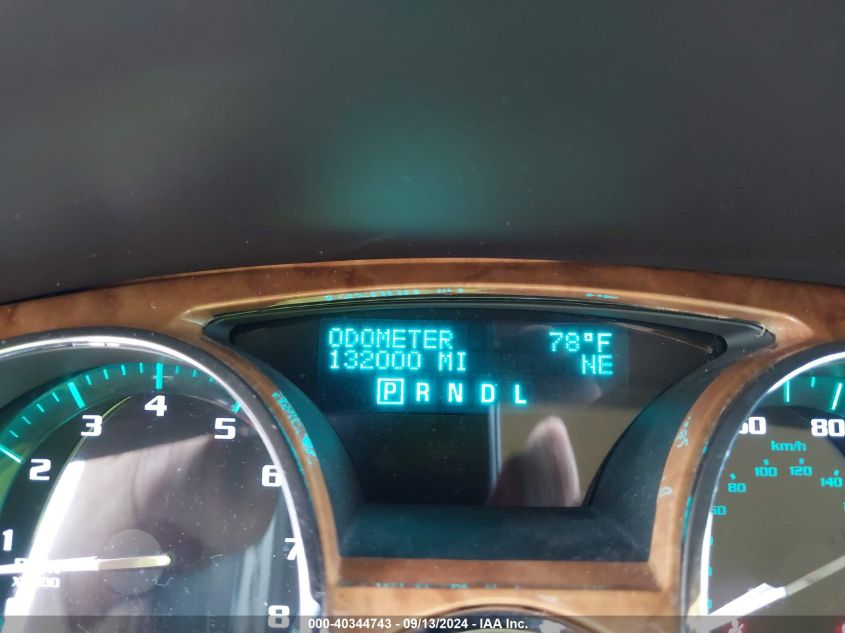 ODOMETER 78°F
132000 MI NE
P R N D L
1 2 3 4 5 6 7 8
60 80
km/h
80 100 120 140
000-40344743 - 09/13/2024 - IAA Inc.